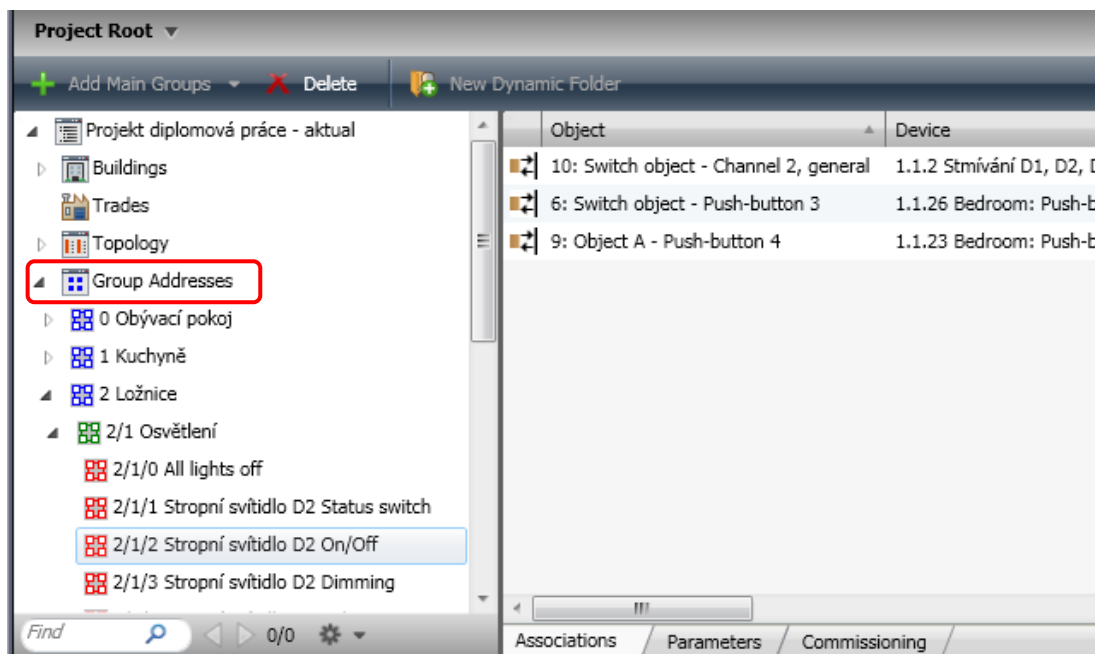 Project Root
Add Main Groups Delete New Dynamic Folder
Projekt diplomová práce - aktual
Buildings
Trades
Topology
Group Addresses
0 Obývací pokoj
1 Kuchyně
2 Ložnice
2/1 Osvětlení
2/1/0 All lights off
2/1/1 Stropní svítidlo D2 Status switch
2/1/2 Stropní svítidlo D2 On/Off
2/1/3 Stropní svítidlo D2 Dimming
Find 0/0
Object Device
10: Switch object - Channel 2, general 1.1.2 Stmívání D1, D2,
6: Switch object - Push-button 3 1.1.26 Bedroom: Push-b
9: Object A - Push-button 4 1.1.23 Bedroom: Push-b
Associations Parameters Commissioning